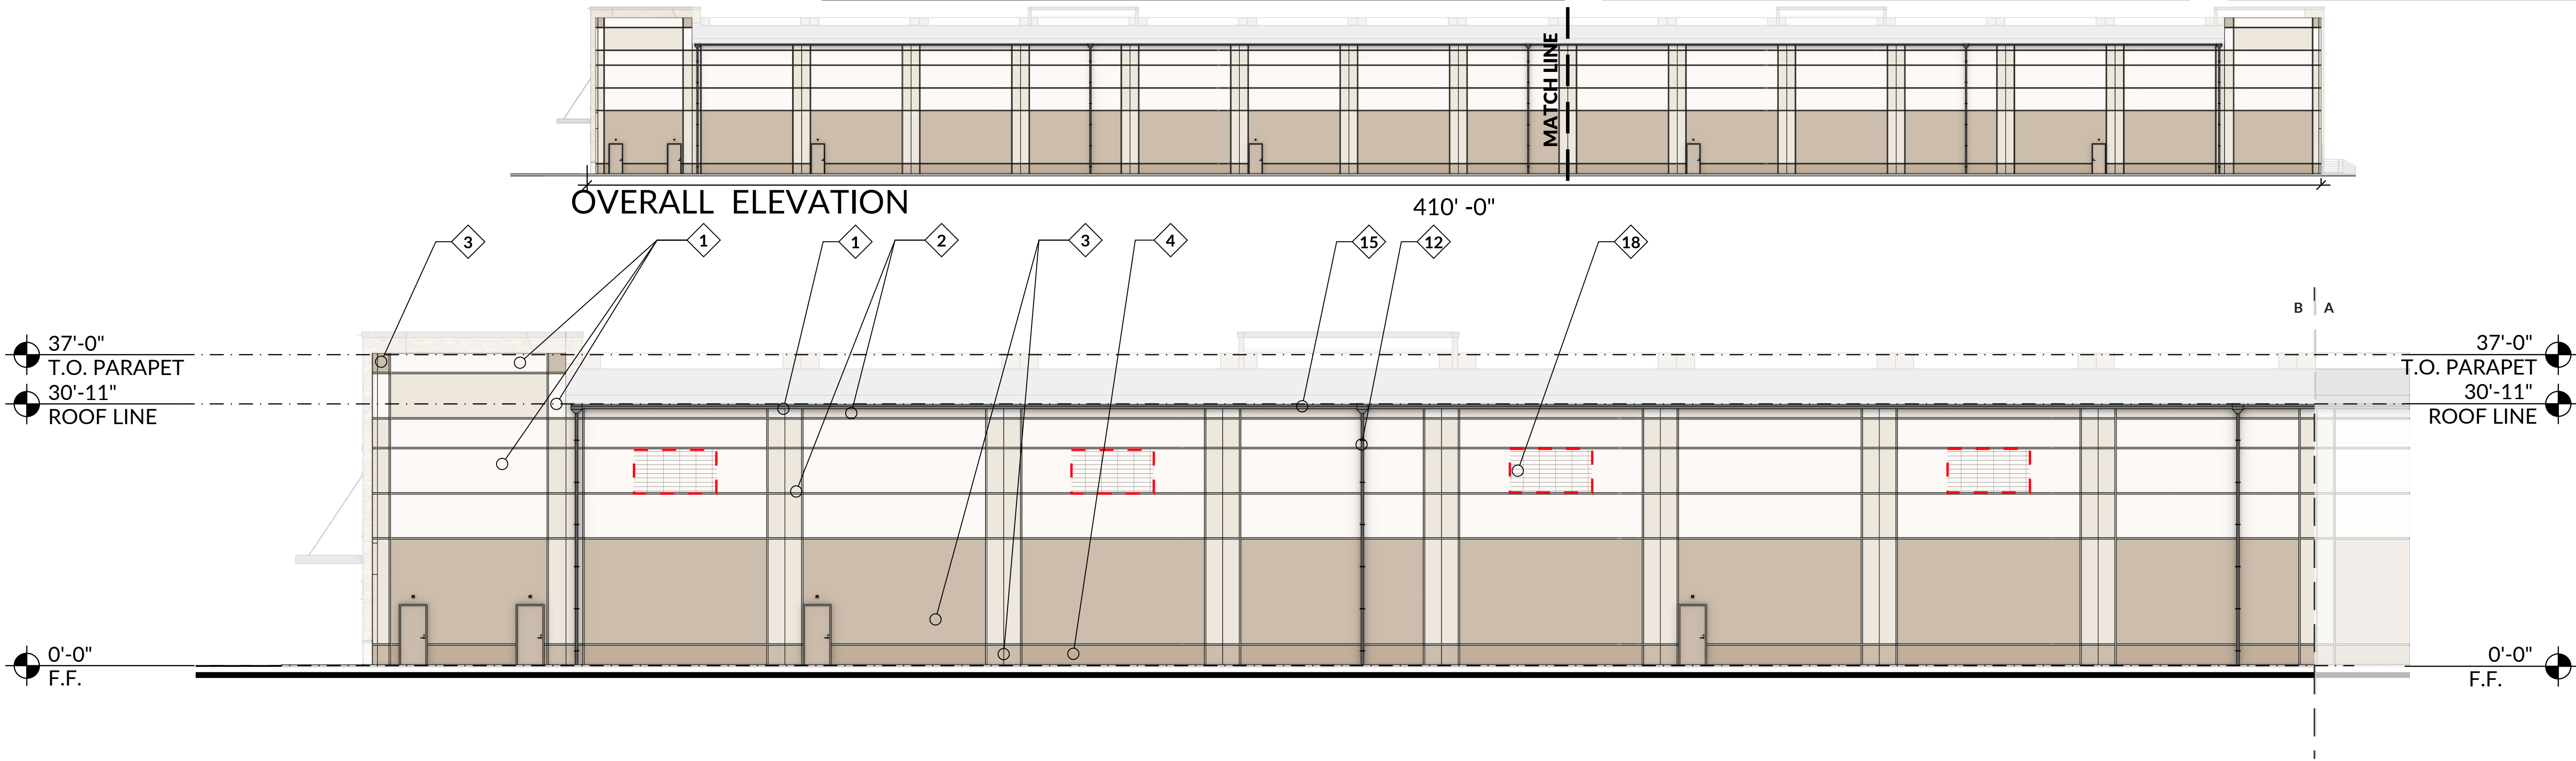 MATCH LINE
OVERALL ELEVATION
410' -0"
3
1
1
2
3
4
15
12
18
B A
37'-0"
T.O. PARAPET
30'-11"
ROOF LINE
0'-0"
F.F.
37'-0"
T.O. PARAPET
30'-11"
ROOF LINE
0'-0"
F.F.